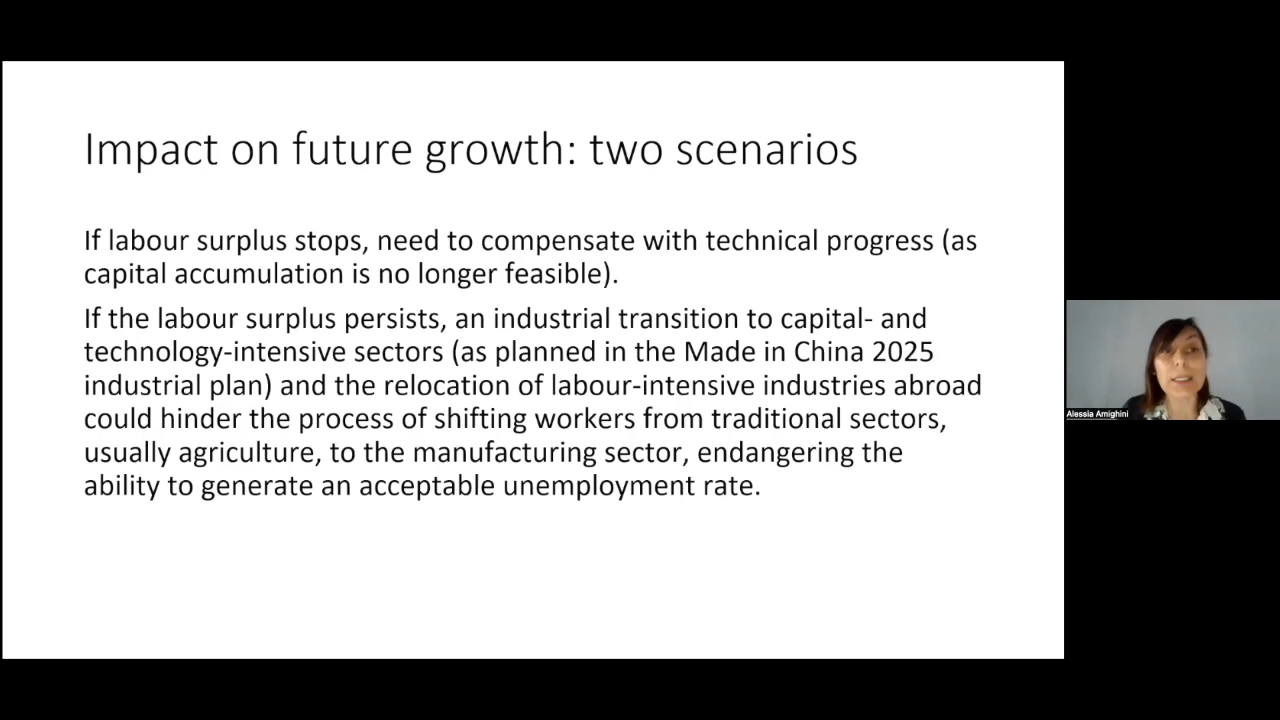 Impact on future growth: two scenarios
If labour surplus stops, need to compensate with technical progress (as
capital accumulation is no longer feasible).
If the labour surplus persists, an industrial transition to capital- and
technology-intensive sectors (as planned in the Made in China 2025
industrial plan) and the relocation of labour-intensive industries abroad
could hinder the process of shifting workers from traditional sectors,
usually agriculture, to the manufacturing sector, endangering the
ability to generate an acceptable unemployment rate.
Alessia Amighini